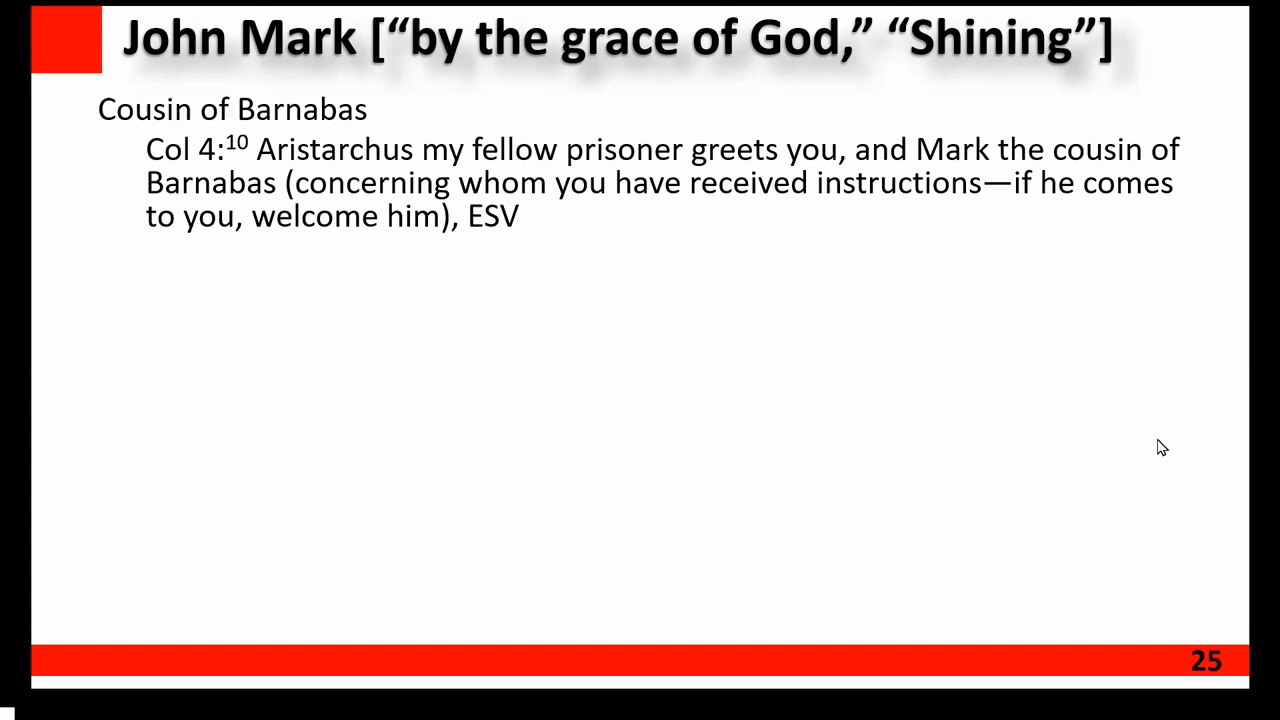 John Mark [“by the grace of God,” “Shining”]
Cousin of Barnabas
Col 4:10 Aristarchus my fellow prisoner greets you, and Mark the cousin of
Barnabas (concerning whom you have received instructions—if he comes
to you, welcome him), ESV
25